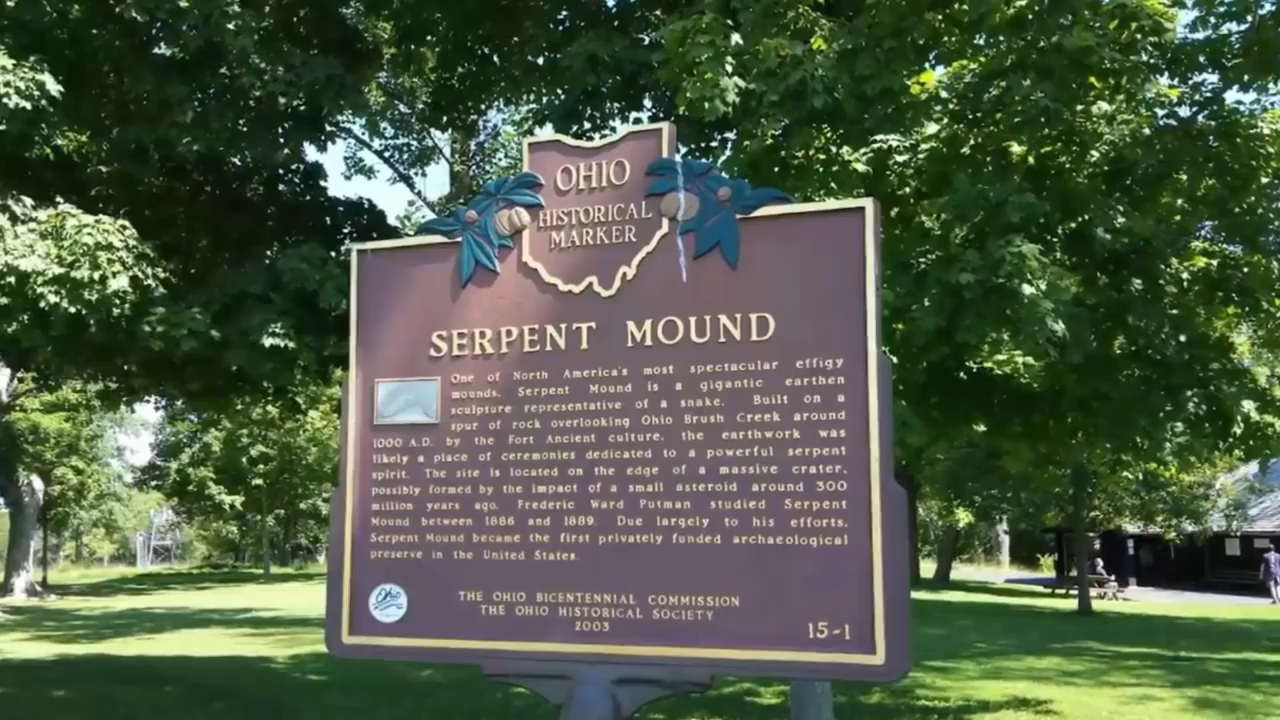 OHIO
HISTORICAL
MARKER
SERPENT MOUND
One of North America's most spectacular effigy
mounds, Serpent Mound is a gigantic earthen
sculpture representative of a snake. Built on a
spur of rock overlooking Ohio Brush Creek around
1000 A.D. by the Fort Ancient culture, the earthwork was
likely a place of ceremonies dedicated to a powerful serpent
spirit. The site is located on the edge of a massive crater,
possibly formed by the impact of a small asteroid around 300
million years ago. Frederic Ward Putman studied Serpent
Mound between 1886 and 1889. Due largely to his efforts,
Serpent Mound became the first privately funded archaeological
preserve in the United States.
Ohio
THE OHIO BICENTENNIAL COMMISSION
THE OHIO HISTORICAL SOCIETY
2003
15-1